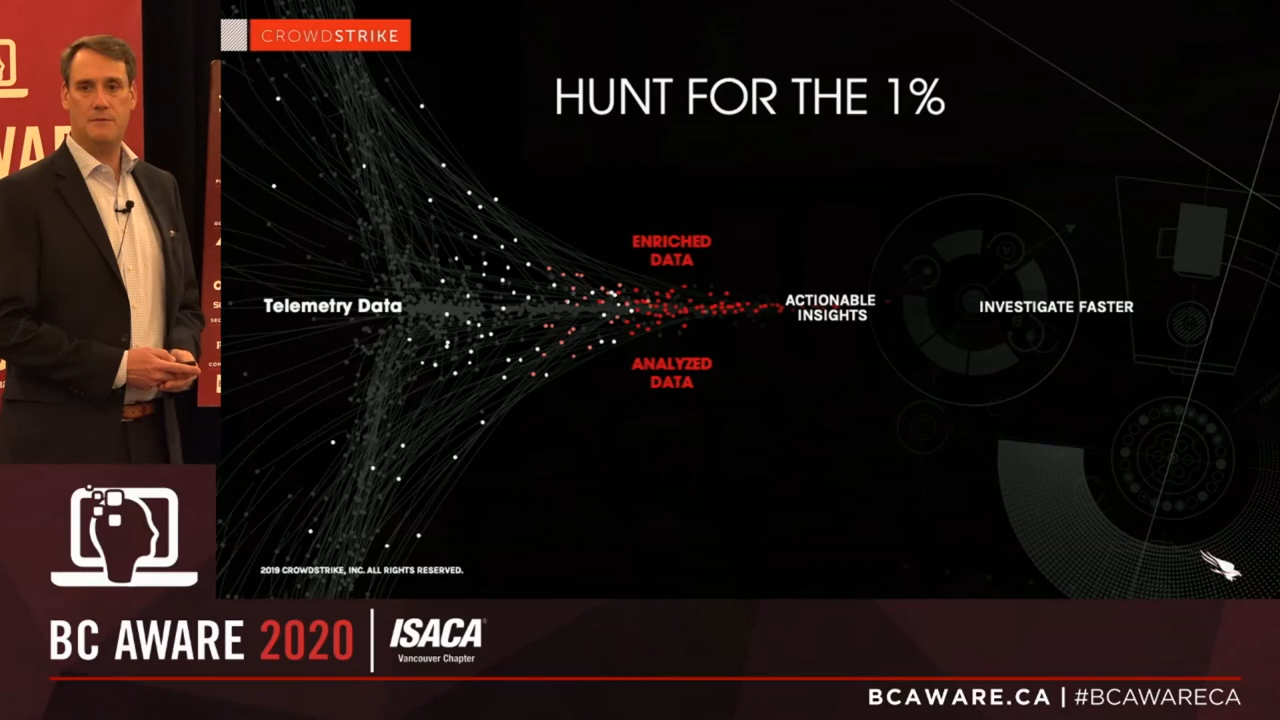 CROWDSTRIKE
HUNT FOR THE 1%
ENRICHED
DATA
Telemetry Data
ACTIONABLE
INSIGHTS
INVESTIGATE FASTER
ANALYZED
DATA
2019 CROWDSTRIKE, INC. ALL RIGHTS RESERVED.
BC AWARE 2020
ISACA®
Vancouver Chapter
BCAWARE.CA | #BCAWARECA